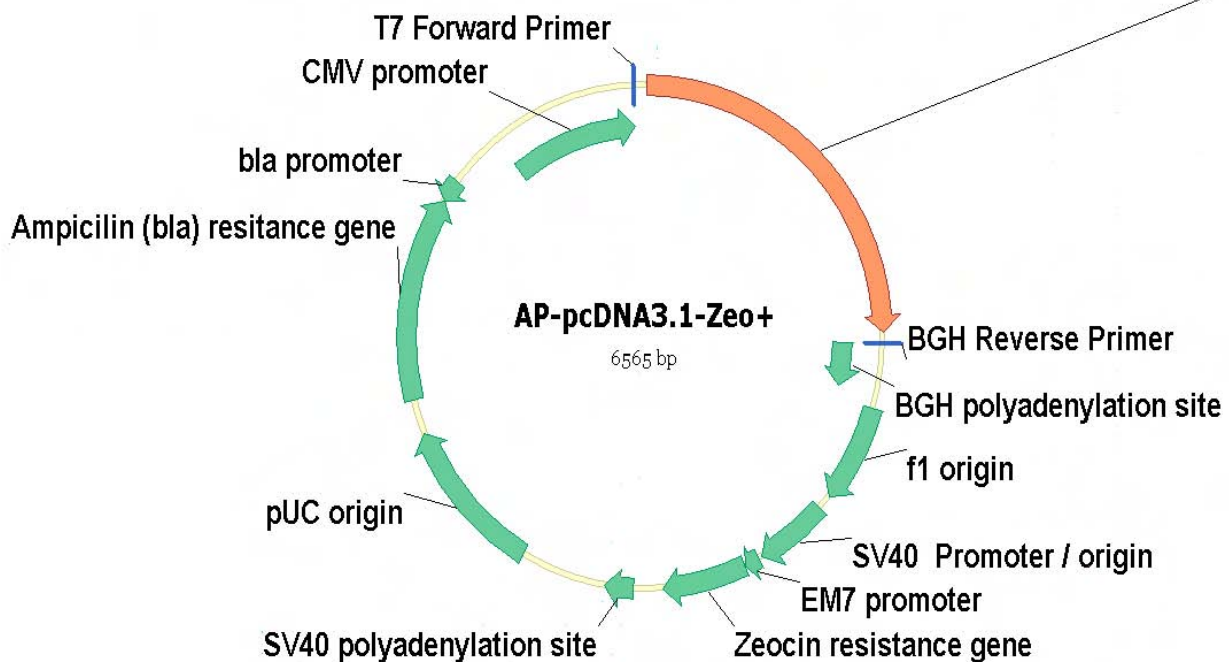 T7 Forward Primer
CMV promoter
bla promoter
Ampicilin (bla) resitance gene
AP-pcDNA3.1-Zeo+
6565 bp
BGH Reverse Primer
BGH polyadenylation site
f1 origin
pUC origin
SV40 Promoter / origin
EM7 promoter
SV40 polyadenylation site
Zeocin resistance gene